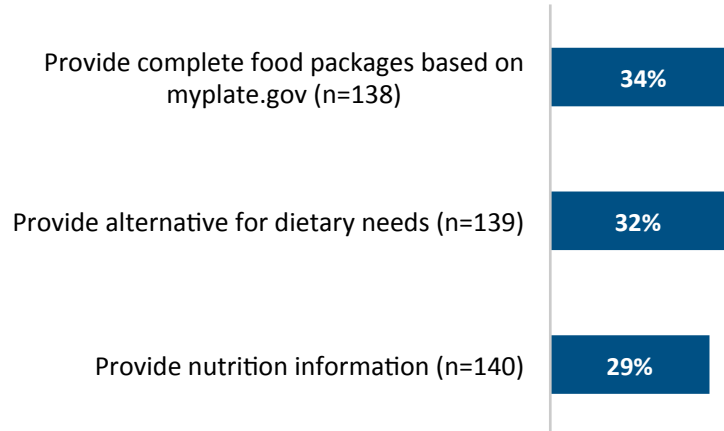 Provide complete food packages based on
myplate.gov (n=138)
34%
Provide alternative for dietary needs (n=139)
32%
Provide nutrition information (n=140)
29%